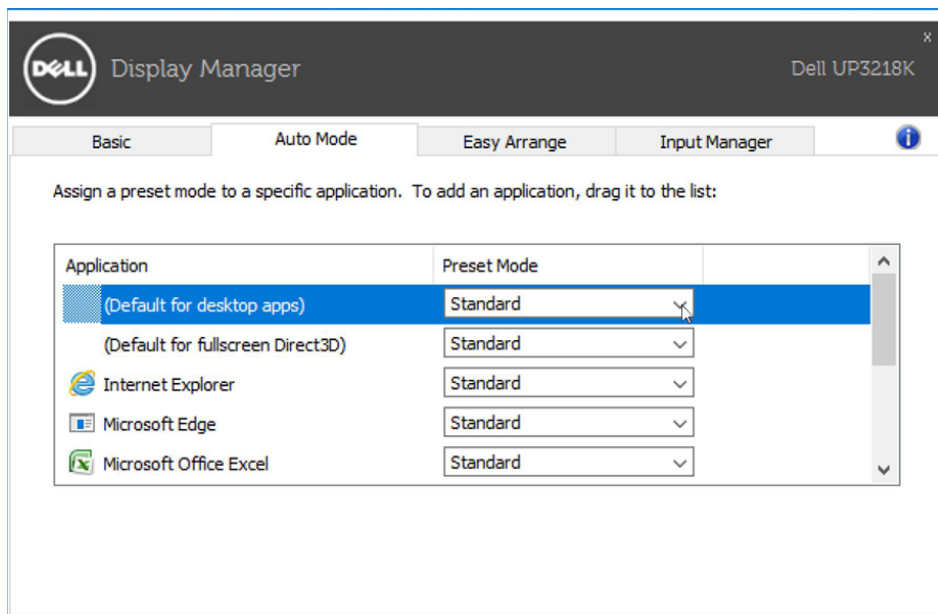 DELL Display Manager
x
Dell UP3218K
Basic Auto Mode Easy Arrange Input Manager
Assign a preset mode to a specific application. To add an application, drag it to the list:
Application Preset Mode
(Default for desktop apps) Standard
(Default for fullscreen Direct3D) Standard
Internet Explorer Standard
Microsoft Edge Standard
Microsoft Office Excel Standard